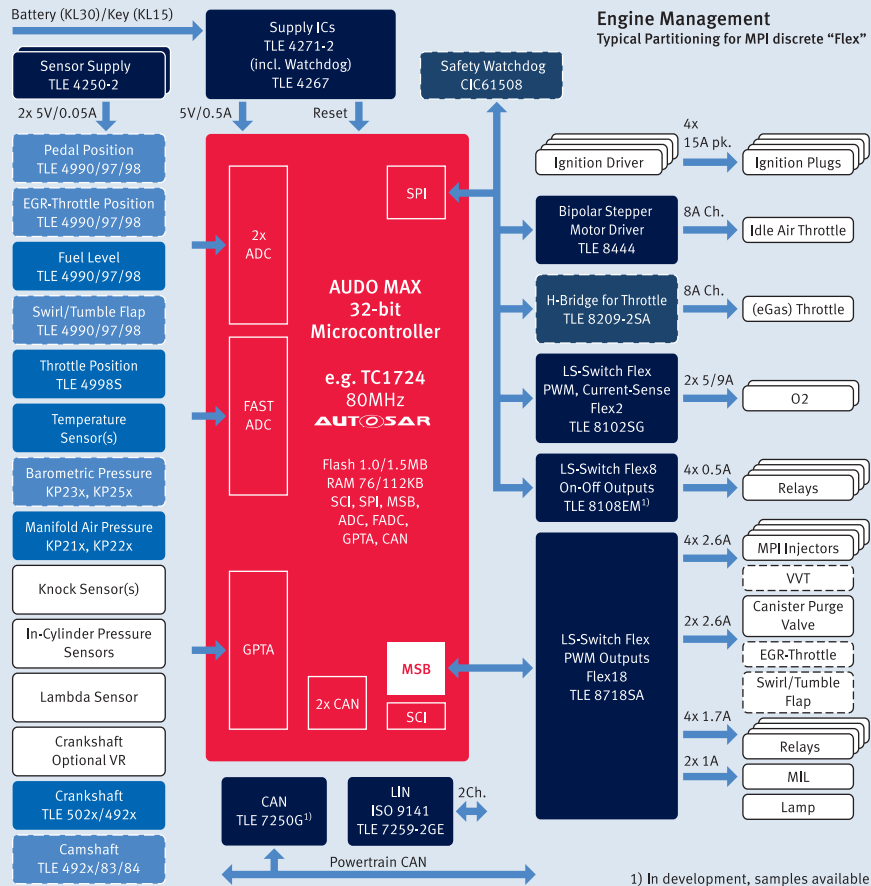 Battery (KL30)/Key (KL15)
Supply ICs
TLE 4271-2
(incl. Watchdog)
TLE 4267
Engine Management
Typical Partitioning for MPI discrete “Flex”
Sensor Supply
TLE 4250-2
Safety Watchdog
CIC61508
2x 5V/0.05A
5V/0.5A
Reset
Pedal Position
TLE 4990/97/98
EGR-Throttle Position
TLE 4990/97/98
Fuel Level
TLE 4990/97/98
Swirl/Tumble Flap
TLE 4990/97/98
Throttle Position
TLE 4998S
Temperature
Sensor(s)
Barometric Pressure
KP23x, KP25x
Manifold Air Pressure
KP21x, KP22x
Knock Sensor(s)
In-Cylinder Pressure
Sensors
Lambda Sensor
Crankshaft
Optional VR
Crankshaft
TLE 502x/492x
Camshaft
TLE 492x/83/84
2x
ADC
FAST
ADC
GPTA
SPI
AUDO MAX
32-bit
Microcontroller
e.g. TC1724
80MHz
AUTOSAR
Flash 1.0/1.5MB
RAM 76/112KB
SCI, SPI, MSB,
ADC, FADC,
GPTA, CAN
MSB
2x CAN
SCI
CAN
TLE 7250G1)
LIN
ISO 9141
TLE 7259-2GE
2Ch.
Powertrain CAN
Ignition Driver
4x
15A pk.
Ignition Plugs
Bipolar Stepper
Motor Driver
TLE 8444
8A Ch.
Idle Air Throttle
H-Bridge for Throttle
TLE 8209-2SA
8A Ch.
(eGas) Throttle
LS-Switch Flex
PWM, Current-Sense
Flex2
TLE 8102SG
2x 5/9A
O2
LS-Switch Flex8
On-Off Outputs
TLE 8108EM1)
4x 0.5A
Relays
LS-Switch Flex
PWM Outputs
Flex18
TLE 8718SA
4x 2.6A
MPI Injectors
VVT
2x 2.6A
Canister Purge
Valve
EGR-Throttle
Swirl/Tumble
Flap
4x 1.7A
Relays
2x 1A
MIL
Lamp
1) In development, samples available